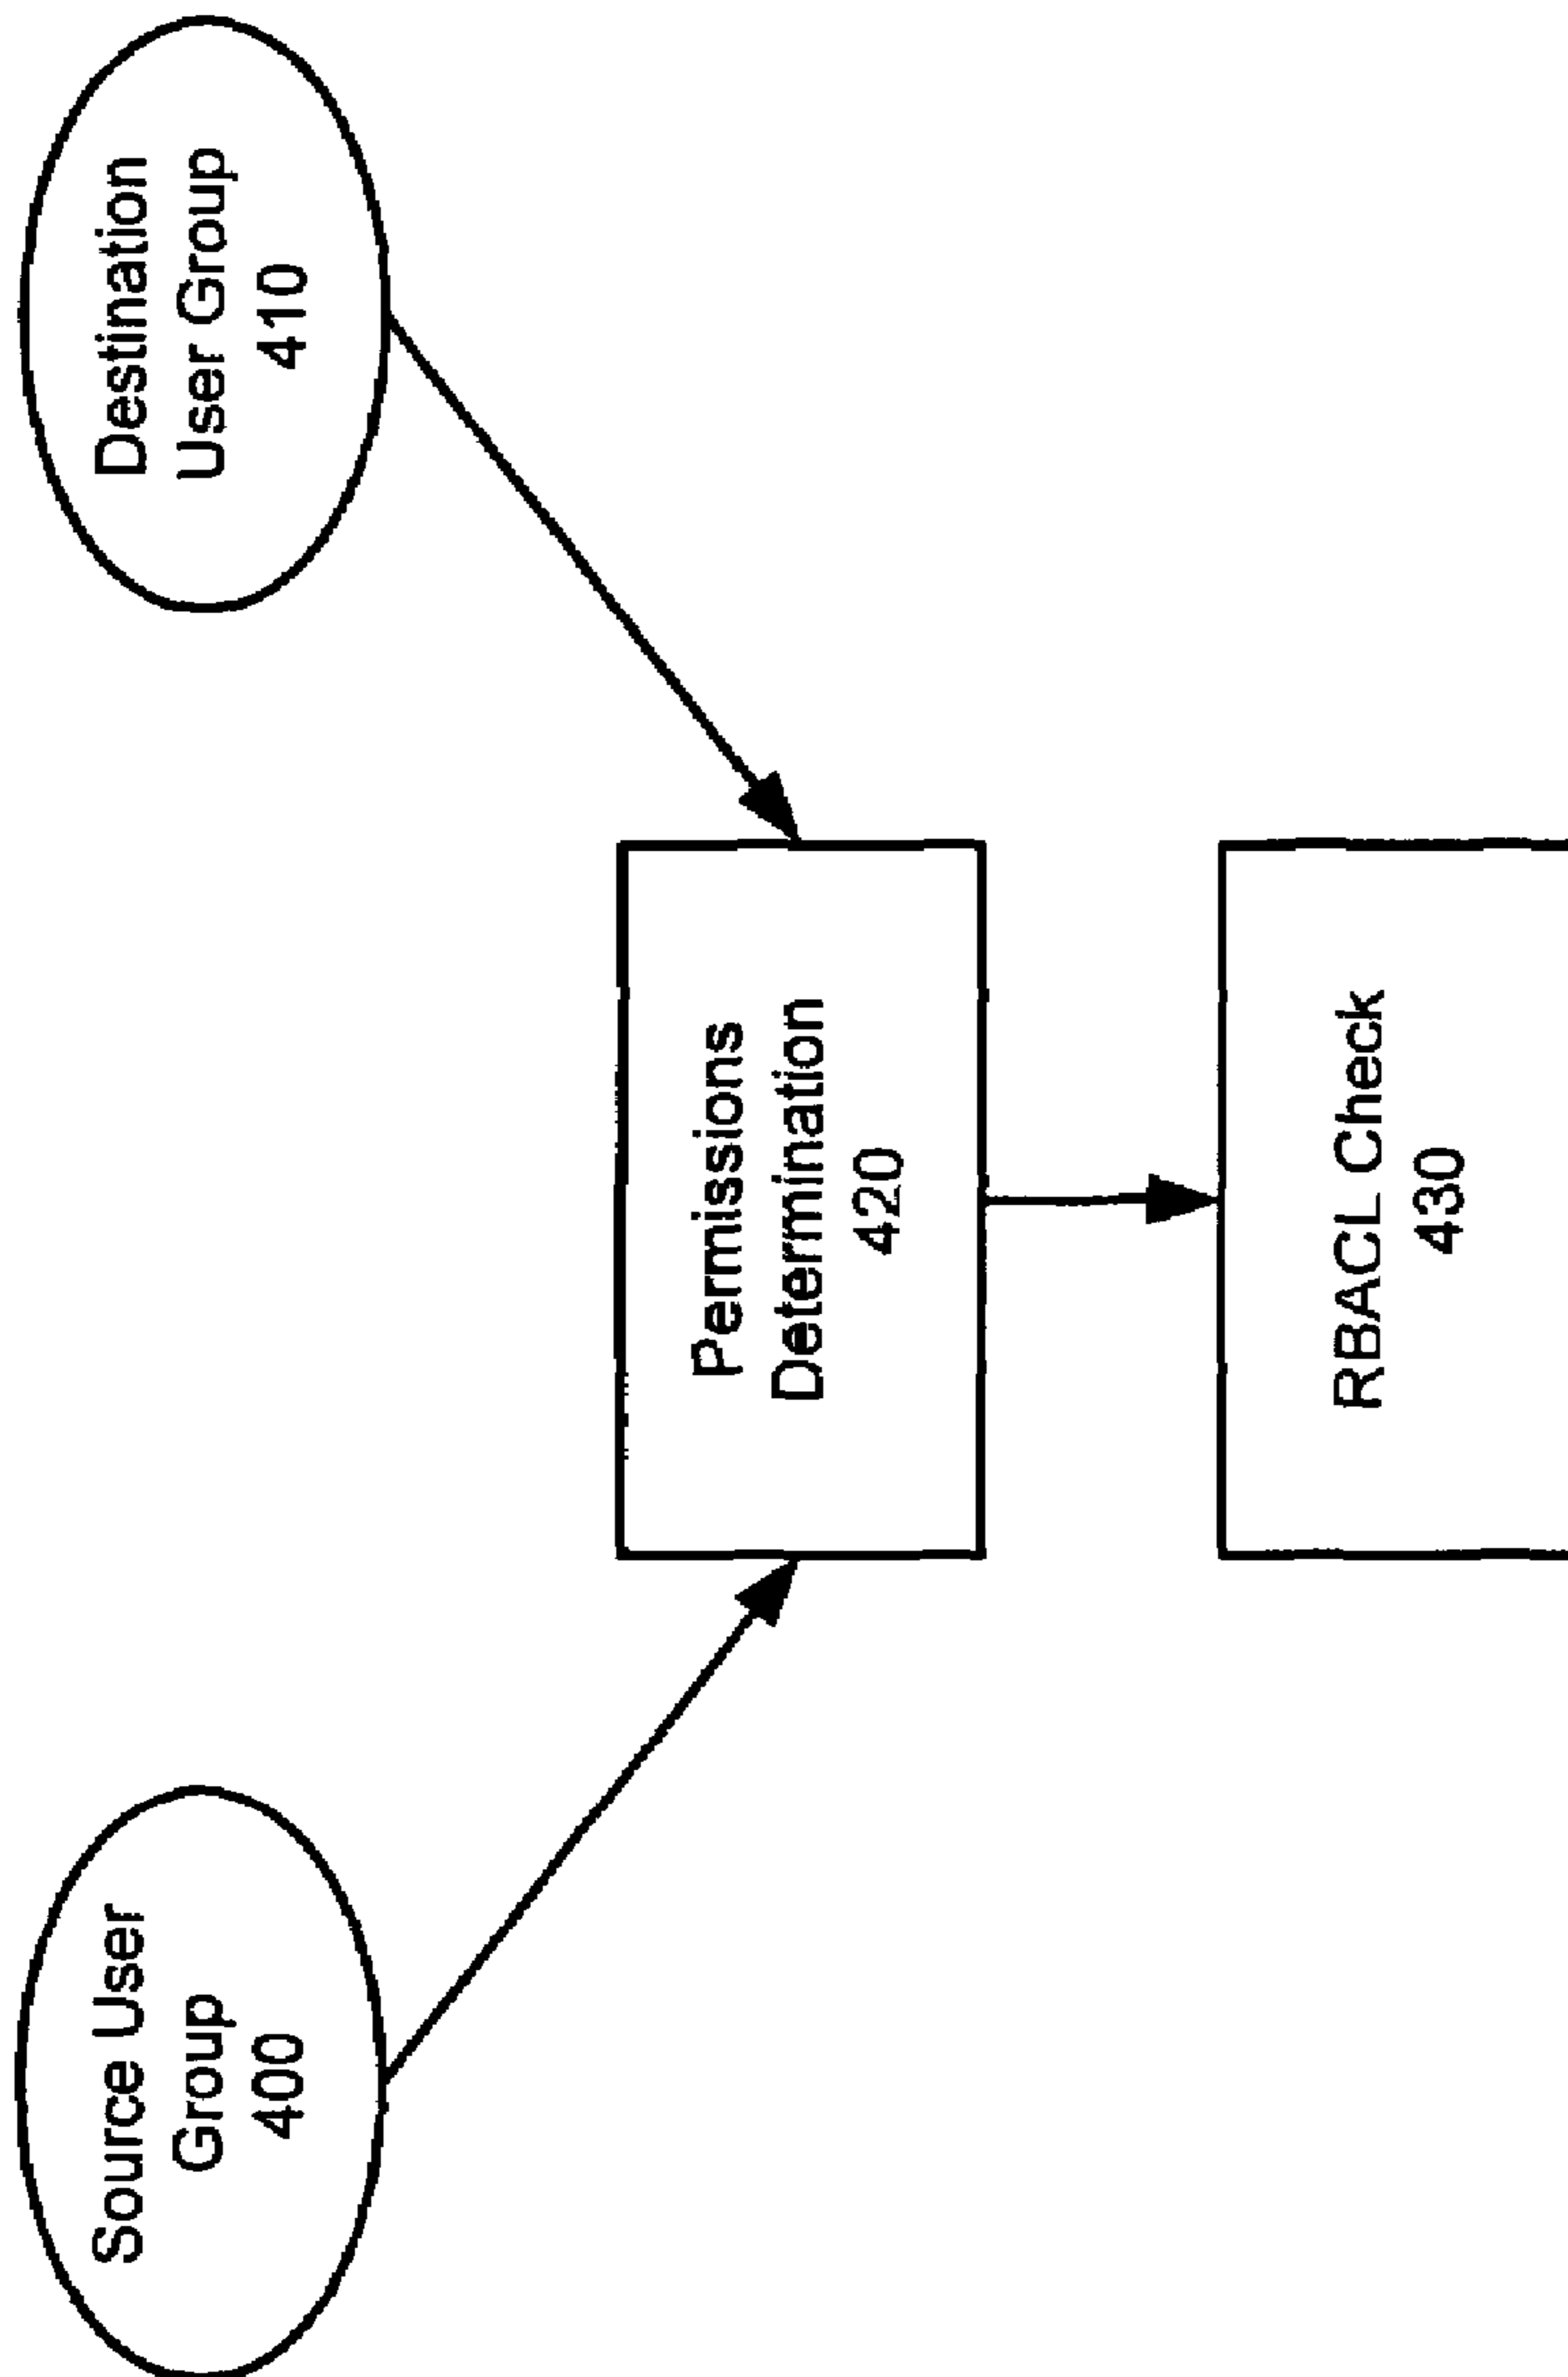 Source User
Group
400
Destination
User Group
410
Permissions
Determination
420
RBACL Check
430